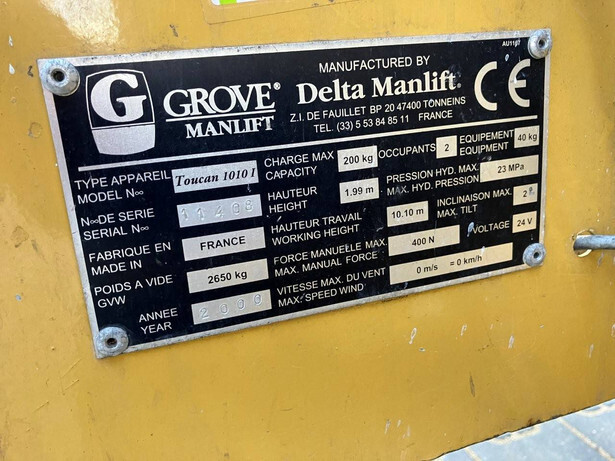 AU1107
MANUFACTURED BY
G GROVE® Delta Manlift®
MANLIFT
Z.I. DE FAUILLET BP 20 47400 TONNEINS
TEL. (33) 5 53 84 85 11 FRANCE
CE
TYPE APPAREIL
MODEL N∞
Toucan 1010 I
N∞DE SERIE
SERIAL N∞
FABRIQUE EN
MADE IN
FRANCE
POIDS A VIDE
GVW
2650 kg
ANNEE
YEAR
2000
CHARGE MAX
CAPACITY
200 kg
OCCUPANTS
2
EQUIPEMENT
EQUIPMENT
40 kg
HAUTEUR
HEIGHT
1.99 m
PRESSION HYD. MAX.
MAX. HYD. PRESSION
23 MPa
HAUTEUR TRAVAIL
WORKING HEIGHT
10.10 m
INCLINAISON MAX.
MAX. TILT
2°
FORCE MANUELLE MAX.
MAX. MANUAL FORCE
400 N
VOLTAGE
24 V
VITESSE MAX. DU VENT
MAX. SPEED WIND
0 m/s = 0 km/h